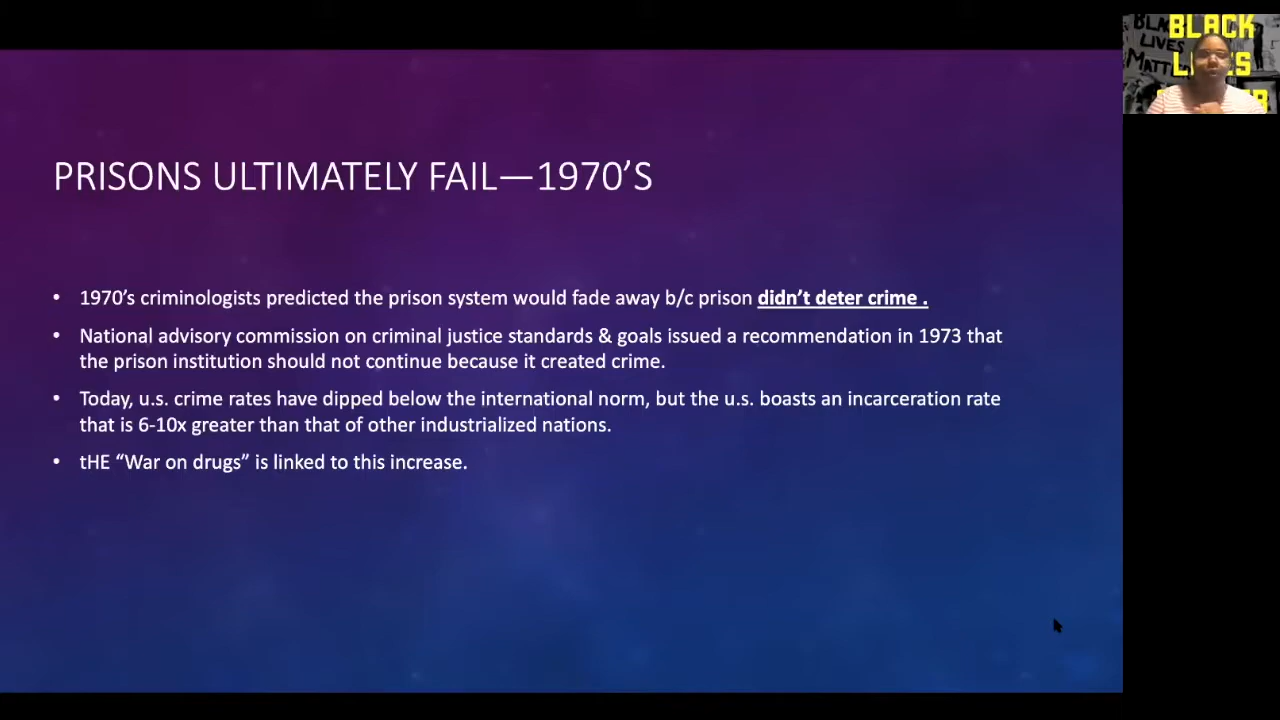 PRISONS ULTIMATELY FAIL—1970’S
• 1970’s criminologists predicted the prison system would fade away b/c prison didn’t deter crime .
• National advisory commission on criminal justice standards & goals issued a recommendation in 1973 that
the prison institution should not continue because it created crime.
• Today, u.s. crime rates have dipped below the international norm, but the u.s. boasts an incarceration rate
that is 6-10x greater than that of other industrialized nations.
• tHE “War on drugs” is linked to this increase.
BLACK
LIVES
BLACK
LIVES
MATT